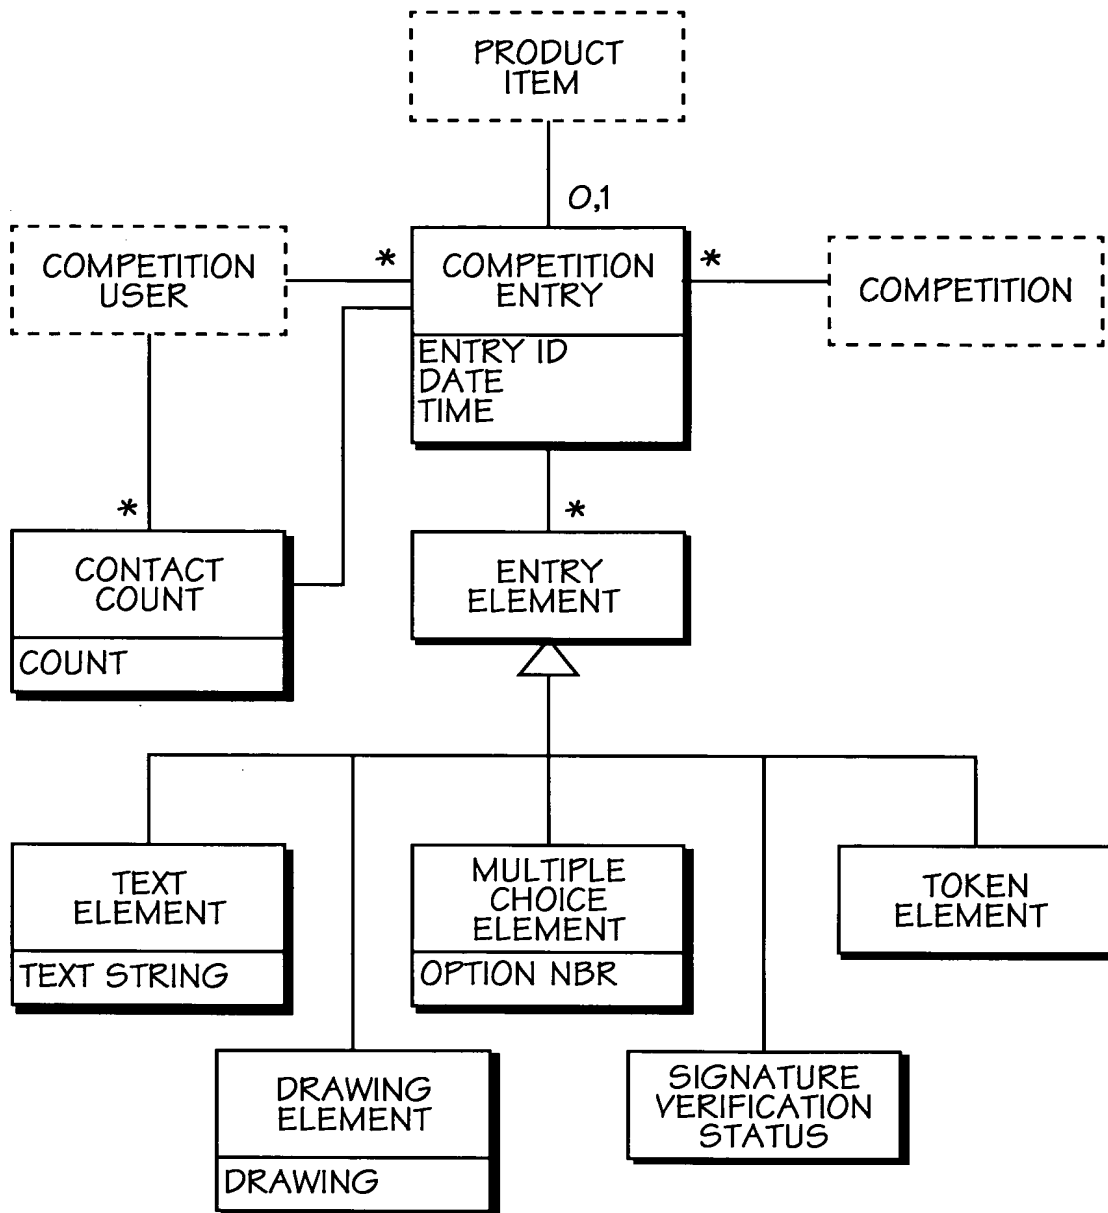 PRODUCT
ITEM
0,1
COMPETITION
USER
*
COMPETITION
ENTRY
*
COMPETITION
ENTRY ID
DATE
TIME
*
CONTACT
COUNT
COUNT
*
ENTRY
ELEMENT
TEXT
ELEMENT
TEXT STRING
MULTIPLE
CHOICE
ELEMENT
OPTION NBR
TOKEN
ELEMENT
DRAWING
ELEMENT
DRAWING
SIGNATURE
VERIFICATION
STATUS